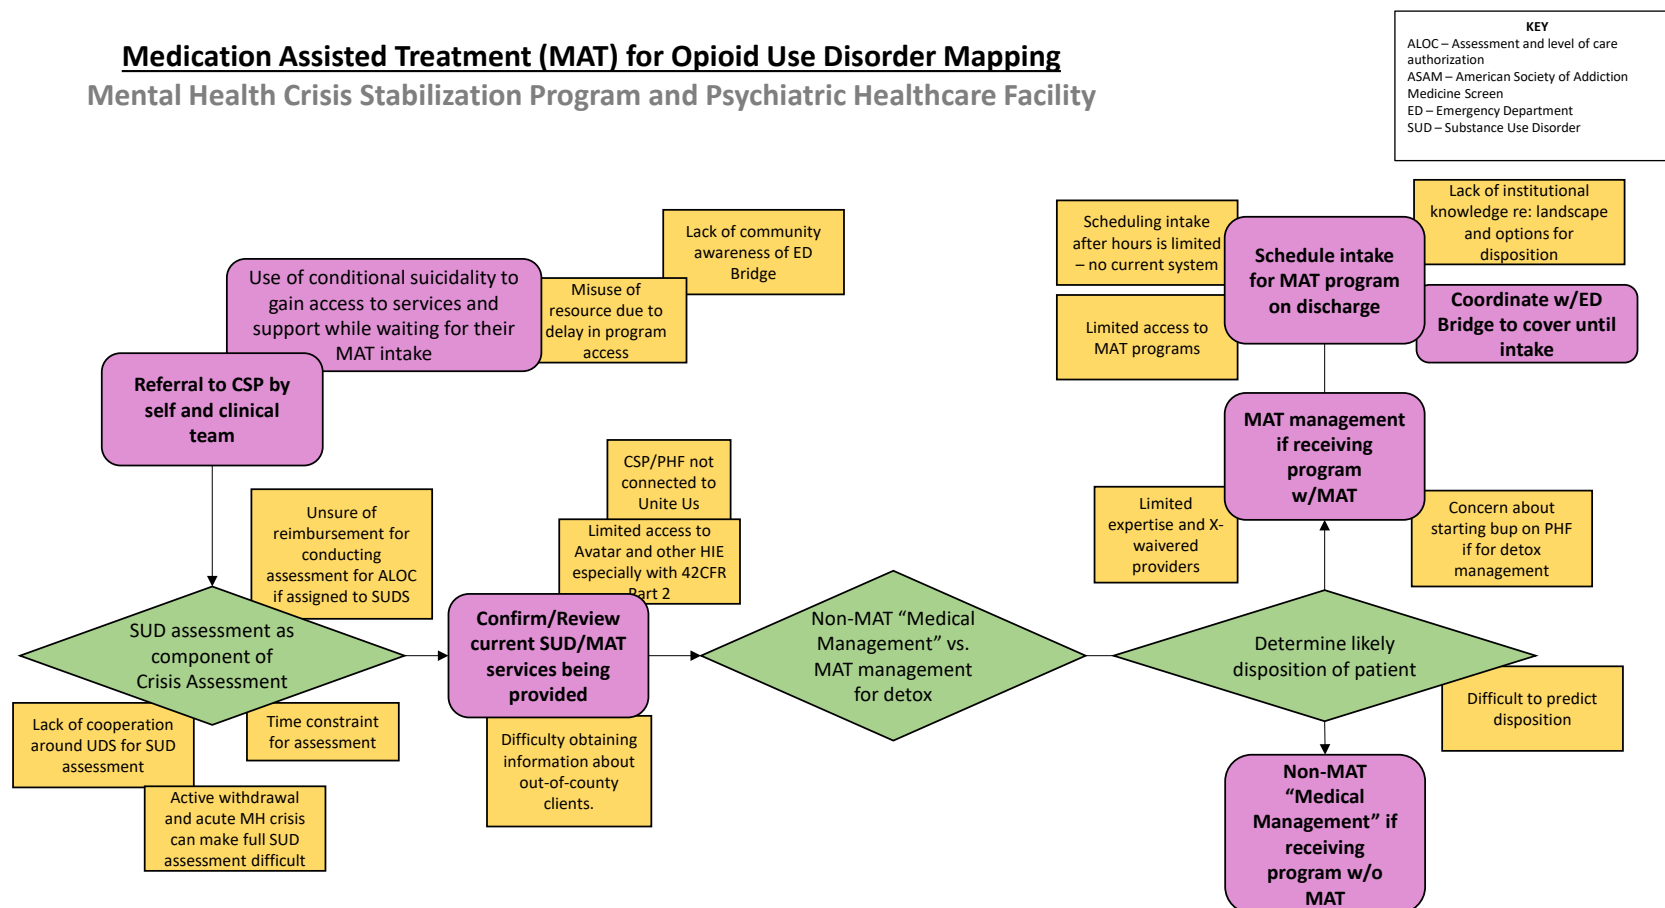 Medication Assisted Treatment (MAT) for Opioid Use Disorder Mapping
Mental Health Crisis Stabilization Program and Psychiatric Healthcare Facility
KEY
ALOC – Assessment and level of care
authorization
ASAM – American Society of Addiction
Medicine Screen
ED – Emergency Department
SUD – Substance Use Disorder
Lack of community
awareness of ED
Bridge
Use of conditional suicidality to
gain access to services and
support while waiting for their
MAT intake
Misuse of
resource due to
delay in program
access
Referral to CSP by
self and clinical
team
Unsure of
reimbursement for
conducting
assessment for ALOC
if assigned to SUDS
SUD assessment as
component of
Crisis Assessment
Lack of cooperation
around UDS for SUD
assessment
Time constraint
for assessment
Active withdrawal
and acute MH crisis
can make full SUD
assessment difficult
CSP/PHF not
connected to
Unite Us
Limited access to
Avatar and other HIE
especially with 42CFR
Part 2
Confirm/Review
current SUD/MAT
services being
provided
Difficulty obtaining
information about
out-of-county
clients.
Non-MAT “Medical
Management” vs.
MAT management
for detox
Determine likely
disposition of patient
Difficult to predict
disposition
Scheduling intake
after hours is limited
– no current system
Schedule intake
for MAT program
on discharge
Lack of institutional
knowledge re: landscape
and options for
disposition
Limited access to
MAT programs
Coordinate w/ED
Bridge to cover until
intake
MAT management
if receiving
program
w/MAT
Limited
expertise and X-
waivered
providers
Concern about
starting bup on PHF
if for detox
management
Non-MAT
“Medical
Management” if
receiving
program w/o
MAT